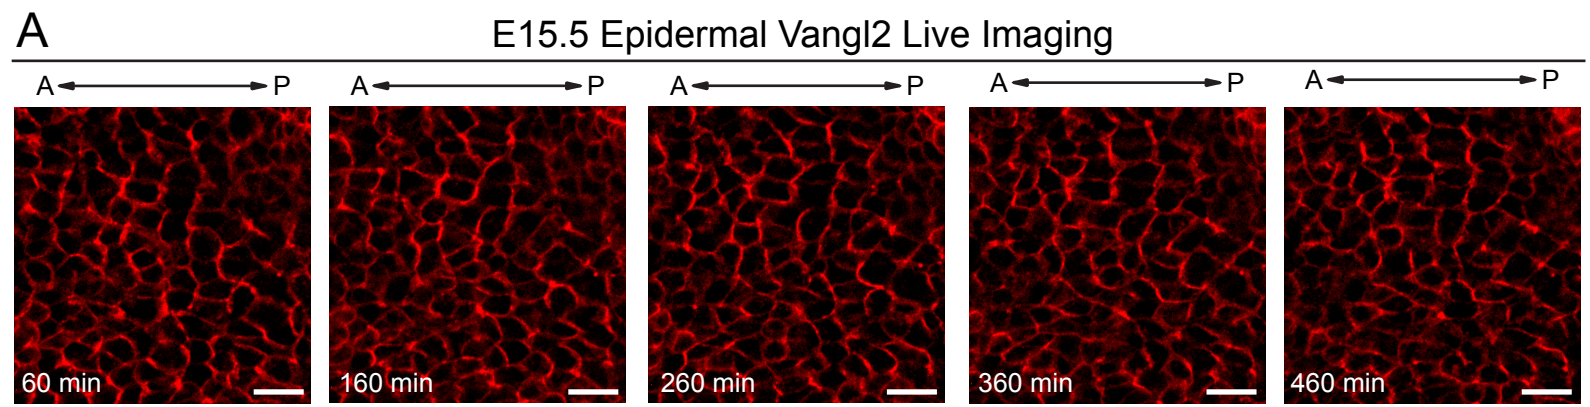 A
E15.5 Epidermal Vangl2 Live Imaging
A P A P A P A P A P
60 min 160 min 260 min 360 min 460 min